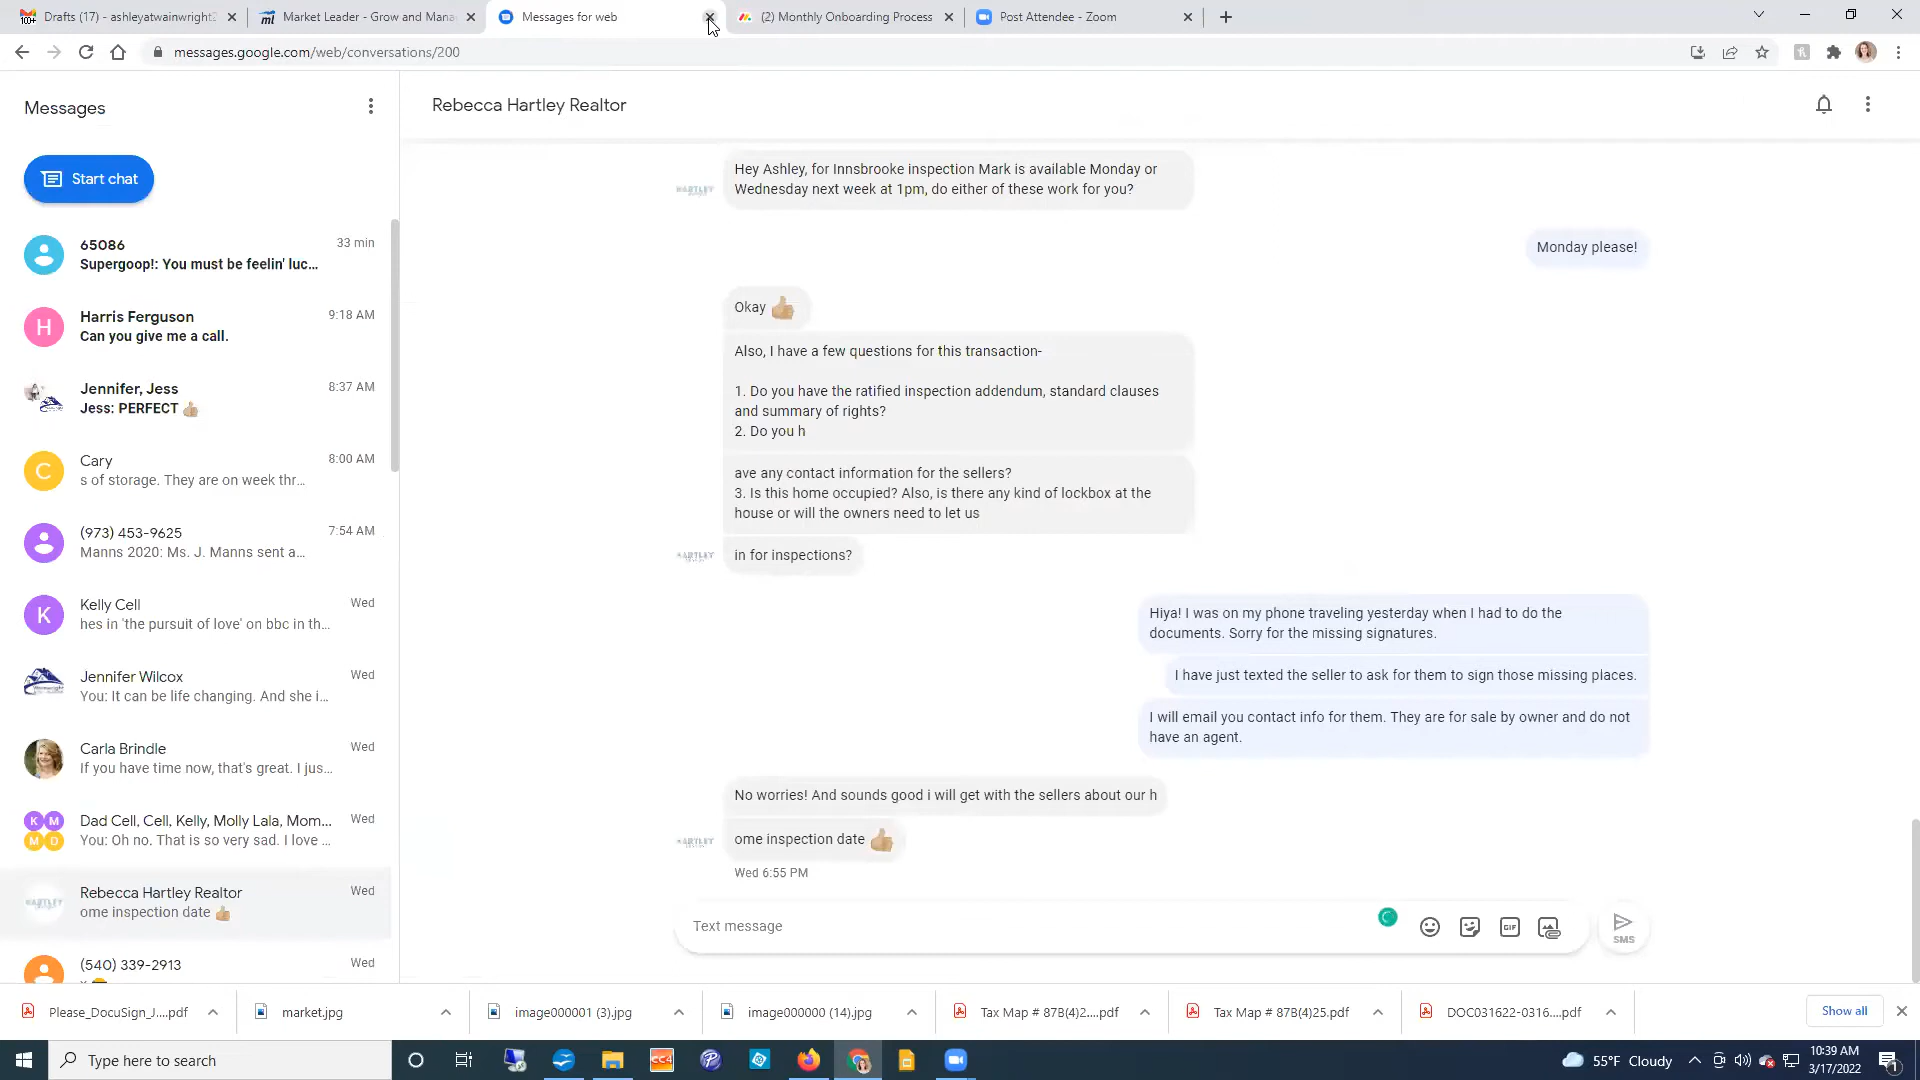 Drafts (17) - ashleyatwainwright
Market Leader - Grow and Mana
Messages for web
(2) Monthly Onboarding Process
Post Attendee - Zoom
messages.google.com/web/conversations/200
Messages
Start chat
65086
33 min
Supergoop!: You must be feelin' luc...
H
Harris Ferguson
9:18 AM
Can you give me a call.
Jennifer, Jess
8:37 AM
Jess: PERFECT 👍🏼
C
Cary
8:00 AM
s of storage. They are on week thr...
(973) 453-9625
7:54 AM
Manns 2020: Ms. J. Manns sent a...
K
Kelly Cell
Wed
hes in 'the pursuit of love' on bbc in th...
Jennifer Wilcox
Wed
You: It can be life changing. And she i...
Carla Brindle
Wed
If you have time now, that's great. I jus...
K M
M D
Dad Cell, Cell, Kelly, Molly Lala, Mom...
Wed
You: Oh no. That is so very sad. I love ...
HARTLEY
Rebecca Hartley Realtor
Wed
ome inspection date 👍🏼
(540) 339-2913
Wed
Rebecca Hartley Realtor
Hey Ashley, for Innsbrooke inspection Mark is available Monday or
Wednesday next week at 1pm, do either of these work for you?
HARTLEY
Monday please!
Okay 👍🏼
Also, I have a few questions for this transaction-
1. Do you have the ratified inspection addendum, standard clauses
and summary of rights?
2. Do you h
ave any contact information for the sellers?
3. Is this home occupied? Also, is there any kind of lockbox at the
house or will the owners need to let us
in for inspections?
HARTLEY
Hiya! I was on my phone traveling yesterday when I had to do the
documents. Sorry for the missing signatures.
I have just texted the seller to ask for them to sign those missing places.
I will email you contact info for them. They are for sale by owner and do not
have an agent.
No worries! And sounds good i will get with the sellers about our h
ome inspection date 👍🏼
HARTLEY
Wed 6:55 PM
Text message
GIF
SMS
Please_DocuSign_J....pdf
market.jpg
image000001 (3).jpg
image000000 (14).jpg
Tax Map # 87B(4)2....pdf
Tax Map # 87B(4)25.pdf
DOC031622-0316....pdf
Show all
Type here to search
CC4
55°F Cloudy
10:39 AM
3/17/2022
1